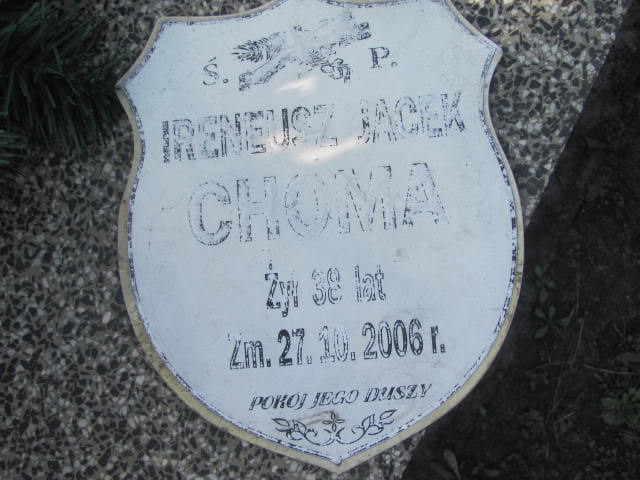 Ś. P.
IRENEUSZ JACEK
CHOMA
Żył 38 lat
Zm. 27.10.2006 r.
POKÓJ JEGO DUSZY